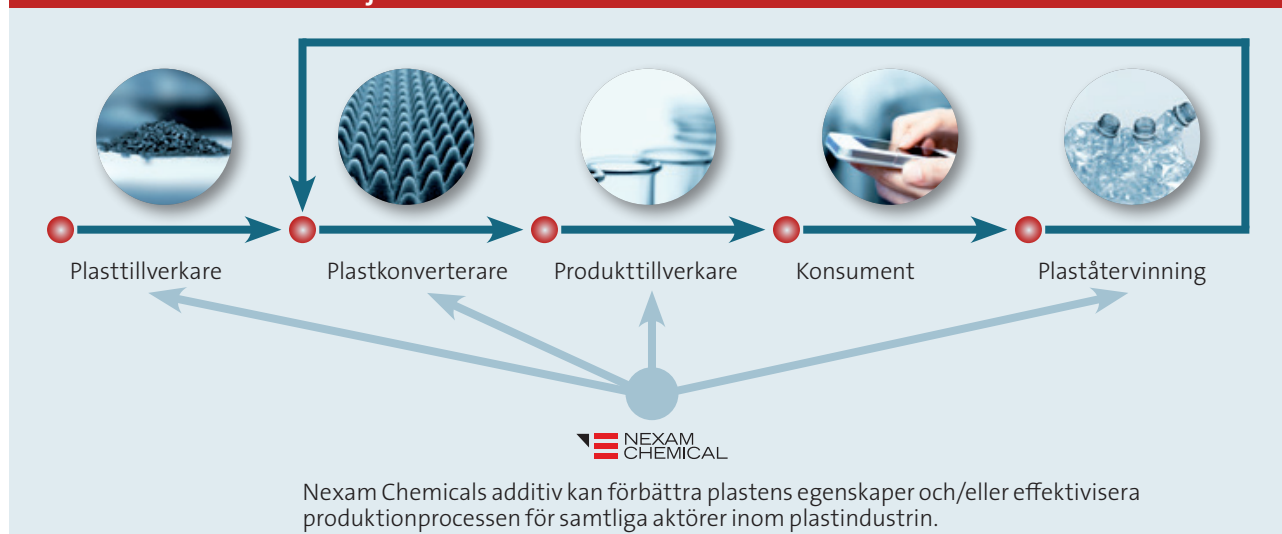 Plasttillverkare
Plastkonverterare
Produkttillverkare
Konsument
Plaståtervinning
NEXAM
CHEMICAL
Nexam Chemicals additiv kan förbättra plastens egenskaper och/eller effektivisera
produktionprocessen för samtliga aktörer inom plastindustrin.